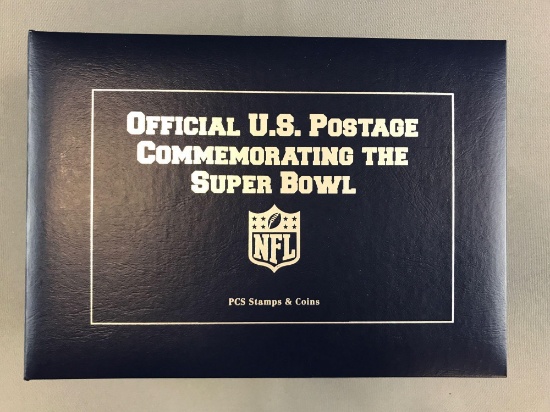 OFFICIAL U.S. POSTAGE
COMMEMORATING THE
SUPER BOWL
NFL
PCS Stamps & Coins